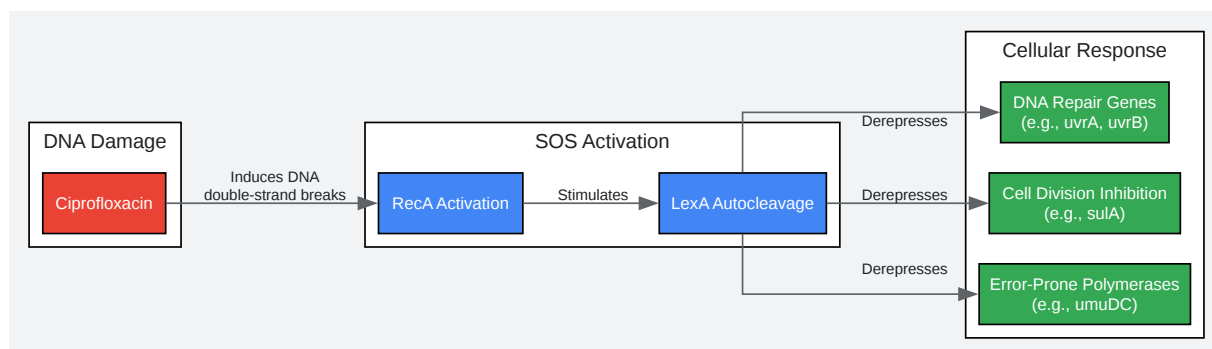 DNA Damage
Ciprofloxacin
Induces DNA
double-strand breaks
SOS Activation
RecA Activation
Stimulates
LexA Autocleavage
Derepresses
Derepresses
Derepresses
Cellular Response
DNA Repair Genes
(e.g., uvrA, uvrB)
Cell Division Inhibition
(e.g., sulA)
Error-Prone Polymerases
(e.g., umuDC)